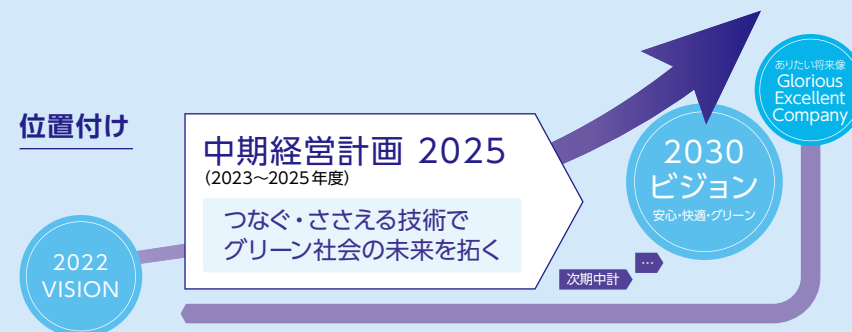 位置付け
中期経営計画 2025
(2023～2025年度)
つなぐ・ささえる技術で
グリーン社会の未来を拓く
2022
VISION
次期中計
…
2030
ビジョン
安心・快適・グリーン
ありたい将来像
Glorious
Excellent
Company